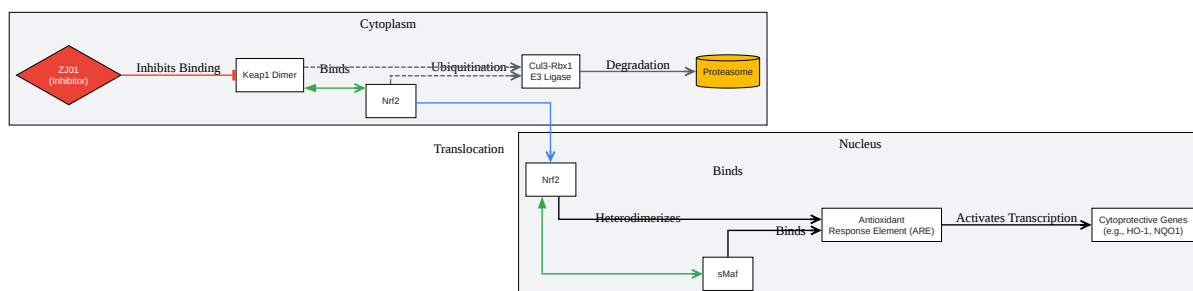 Cytoplasm
ZJ01
(Inhibitor)
Inhibits Binding
Keap1 Dimer
Binds
Nrf2
Ubiquitination
Cul3-Rbx1
E3 Ligase
Degradation
Proteasome
Translocation
Nucleus
Nrf2
Binds
Heterodimerizes
Binds
sMaf
Antioxidant
Response Element (ARE)
Activates Transcription
Cytoprotective Genes
(e.g., HO-1, NQO1)